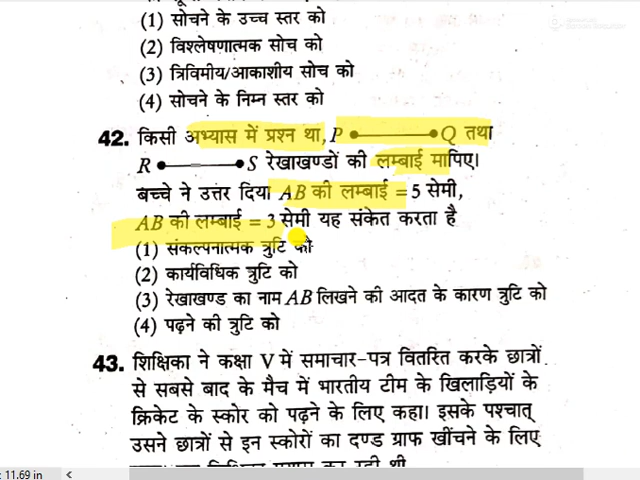 (1) सोचने के उच्च स्तर को
(2) विश्लेषणात्मक सोच को
(3) त्रिविमीय/आकाशीय सोच को
(4) सोचने के निम्न स्तर को
42. किसी अभ्यास में प्रश्न था, P Q तथा
R S रेखाखण्डों की लम्बाई मापिए।
बच्चे ने उत्तर दिया AB की लम्बाई = 5 सेमी,
AB की लम्बाई = 3 सेमी यह संकेत करता है
(1) संकल्पनात्मक त्रुटि को
(2) कार्यविधिक त्रुटि को
(3) रेखाखण्ड का नाम AB लिखने की आदत के कारण त्रुटि को
(4) पढ़ने की त्रुटि को
43. शिक्षिका ने कक्षा V में समाचार-पत्र वितरित करके छात्रों
से सबसे बाद के मैच में भारतीय टीम के खिलाड़ियों के
क्रिकेट के स्कोर को पढ़ने के लिए कहा। इसके पश्चात्
उसने छात्रों से इन स्कोरों का दण्ड ग्राफ खींचने के लिए
11.69 in